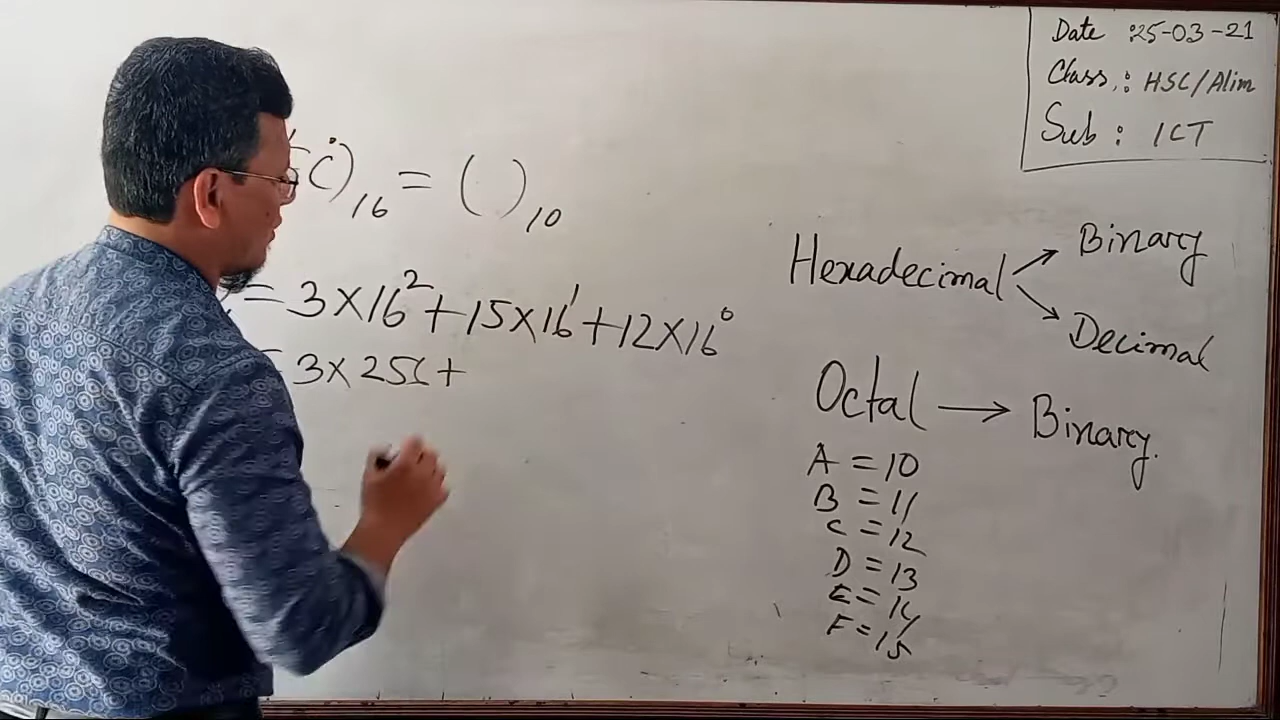 Date :25-03-21
Class, : HSC/Alim
Sub : ICT
C)16 = ( )10
= 3×16²+15×16¹+12×16⁰
= 3×256+
Hexadecimal → Binary
→ Decimal
Octal → Binary.
A = 10
B = 11
C = 12
D = 13
E = 14
F = 15